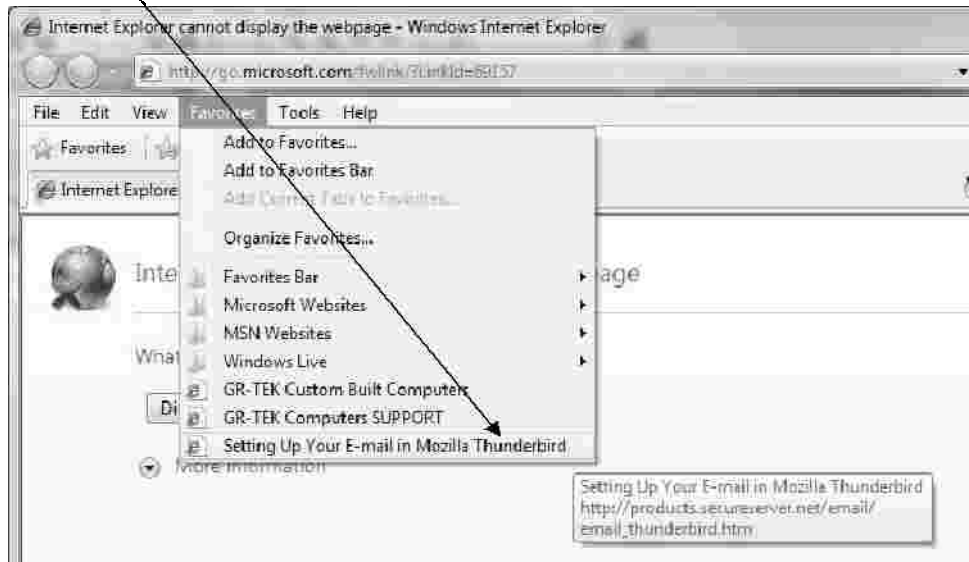 Internet Explorer cannot display the webpage - Windows Internet Explorer
http://go.microsoft.com/fwlink/?LinkId=69157
File Edit View Favorites Tools Help
Favorites
Internet Explore
Add to Favorites...
Add to Favorites Bar
Add Current Tabs to Favorites...
Organize Favorites...
Inte
age
Favorites Bar
Microsoft Websites
MSN Websites
What
Windows Live
GR-TEK Custom Built Computers
Di
GR-TEK Computers SUPPORT
Setting Up Your E-mail in Mozilla Thunderbird
More information
Setting Up Your E-mail in Mozilla Thunderbird
http://products.secureserver.net/email/
email_thunderbird.htm